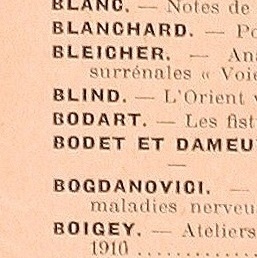 BLANC. — Notes de
BLANCHARD. — Po
BLEICHER. — Ana
surrénales « Voie
BLIND. — L'Orient v
BODART. — Les fist
BODET ET DAMEU
—
BOGDANOVICI. —
maladies nerveu
BOIGEY. — Ateliers
1910 ................